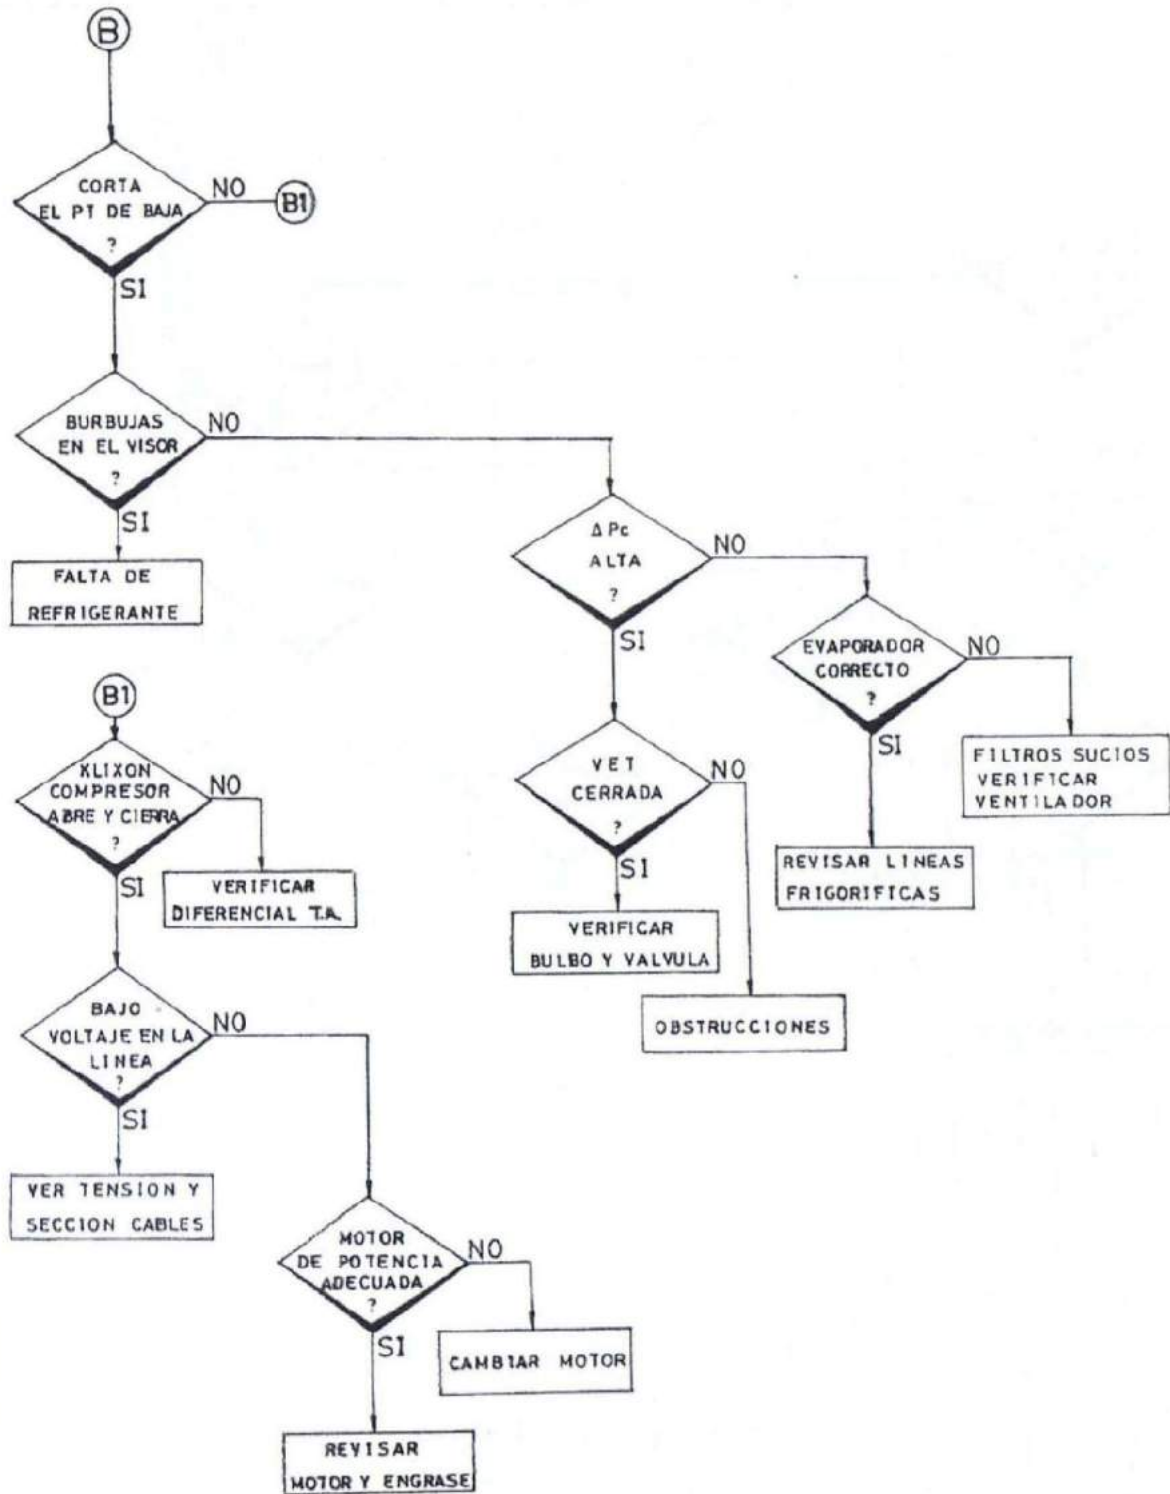 B
CORTA
EL PT DE BAJA
?
NO
B1
SI
BURBUJAS
EN EL VISOR
?
NO
SI
FALTA DE
REFRIGERANTE
Δ Pc
ALTA
?
NO
SI
EVAPORADOR
CORRECTO
?
NO
SI
FILTROS SUCIOS
VERIFICAR
VENTILADOR
REVISAR LINEAS
FRIGORIFICAS
VET
CERRADA
?
NO
SI
VERIFICAR
BULBO Y VALVULA
OBSTRUCCIONES
B1
KLIXON
COMPRESOR
ABRE Y CIERRA
?
NO
SI
VERIFICAR
DIFERENCIAL T.A.
BAJO
VOLTAJE EN LA
LINEA
?
NO
SI
VER TENSION Y
SECCION CABLES
MOTOR
DE POTENCIA
ADECUADA
?
NO
SI
CAMBIAR MOTOR
REVISAR
MOTOR Y ENGRASE